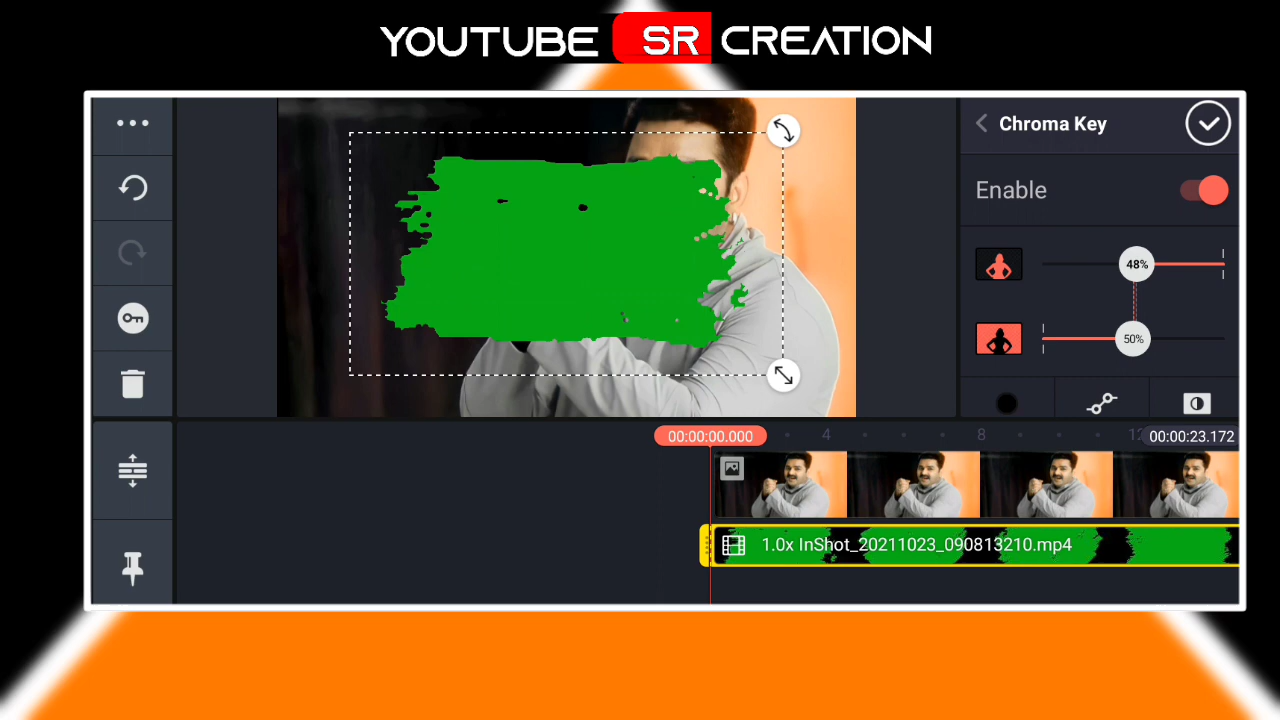 YOUTUBE SR CREATION
Chroma Key
Enable
48%
50%
00:00:00.000
4
8
12
00:00:23.172
1.0x InShot_20211023_090813210.mp4